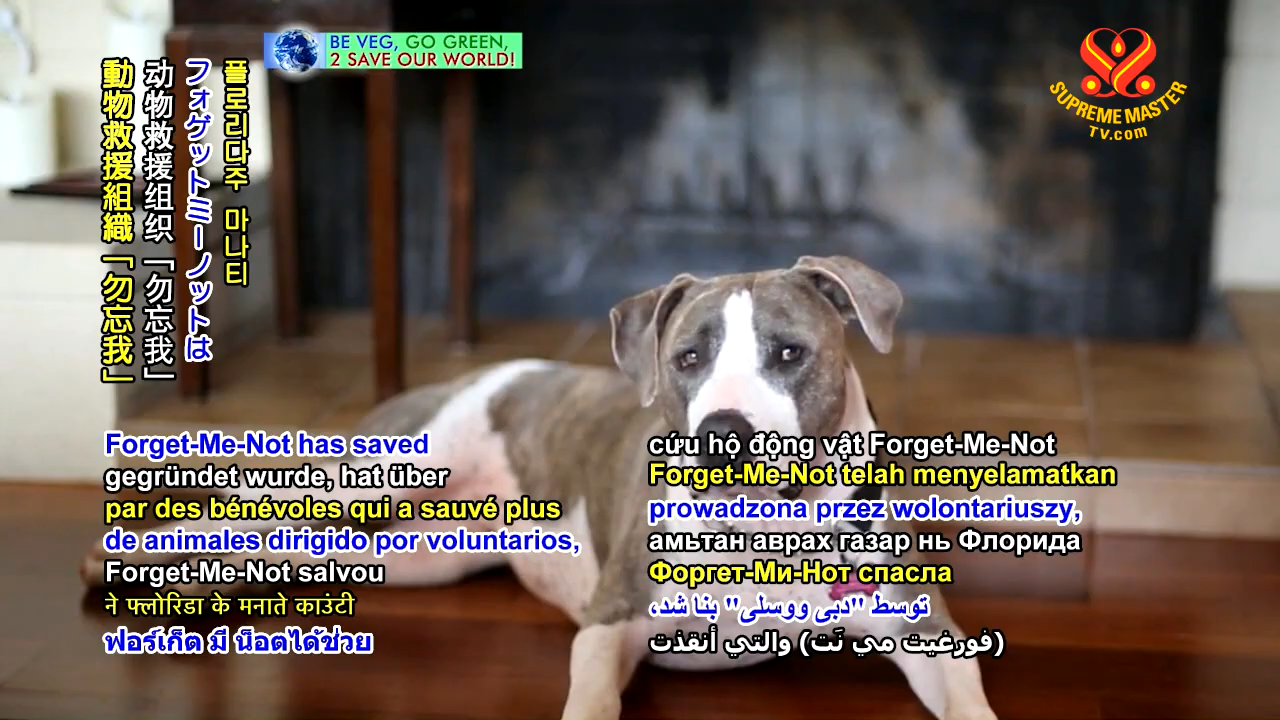 BE VEG, GO GREEN,
2 SAVE OUR WORLD!
SUPREME MASTER
TV.com
動物救援組織「勿忘我」
动物救援组织「勿忘我」
フォゲットミーノットは
플로리다주 마나티
Forget-Me-Not has saved
gegründet wurde, hat über
par des bénévoles qui a sauvé plus
de animales dirigido por voluntarios,
Forget-Me-Not salvou
ने फ्लोरिडा के मनाते काउंटी
ฟอร์เก็ต มี น็อตได้ช่วย
cứu hộ động vật Forget-Me-Not
Forget-Me-Not telah menyelamatkan
prowadzona przez wolontariuszy,
амьтан аврах газар нь Флорида
Форгет-Ми-Нот спасла
توسط "دبی ووسلی" بنا شد،
(فورغيت مي نَت) والتي أنقذت